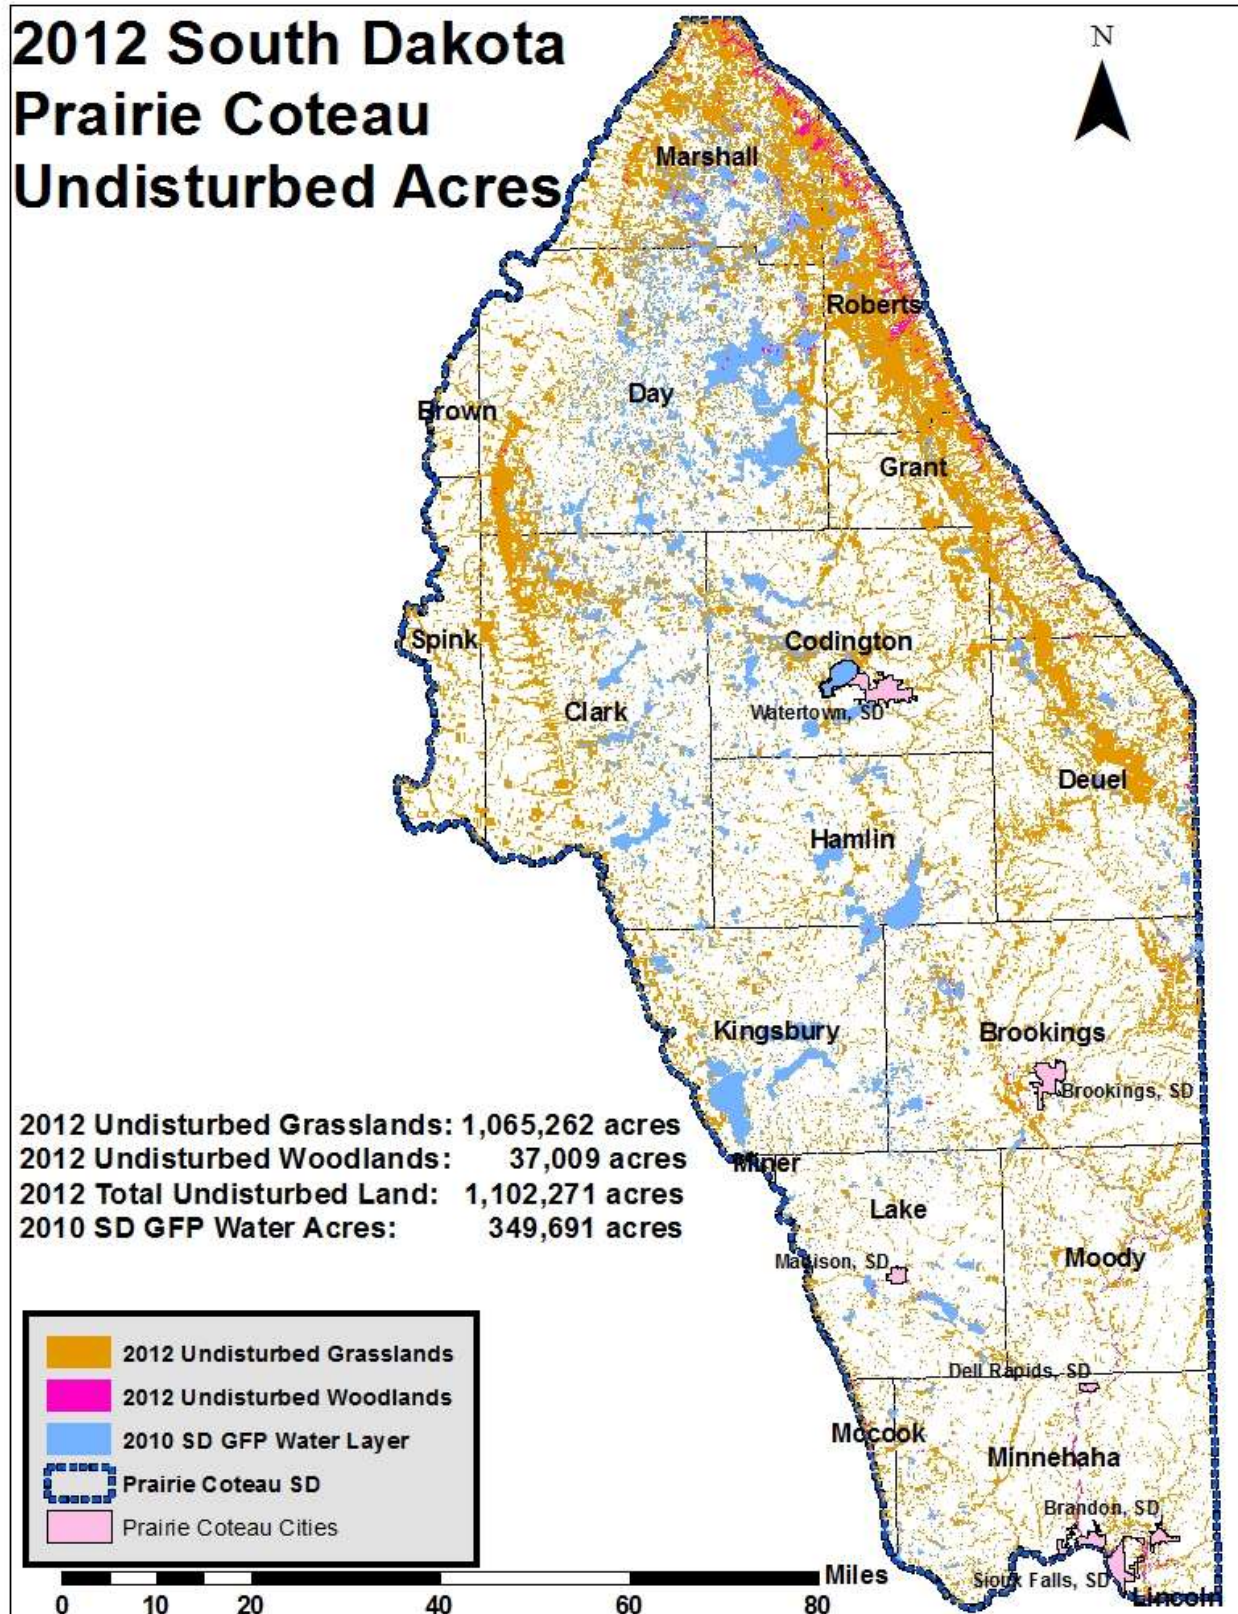 2012 South Dakota
Prairie Coteau
Undisturbed Acres
N
Marshall
Roberts
Day
Brown
Grant
Spink
Codington
Watertown, SD
Clark
Deuel
Hamlin
Kingsbury
Brookings
Brookings, SD
2012 Undisturbed Grasslands: 1,065,262 acres
2012 Undisturbed Woodlands: 37,009 acres
2012 Total Undisturbed Land: 1,102,271 acres
2010 SD GFP Water Acres: 349,691 acres
Miner
Lake
Moody
Madison, SD
Dell Rapids, SD
Mccook
Minnehaha
Brandon, SD
Sioux Falls, SD
Lincoln
2012 Undisturbed Grasslands
2012 Undisturbed Woodlands
2010 SD GFP Water Layer
Prairie Coteau SD
Prairie Coteau Cities
Miles
0 10 20 40 60 80